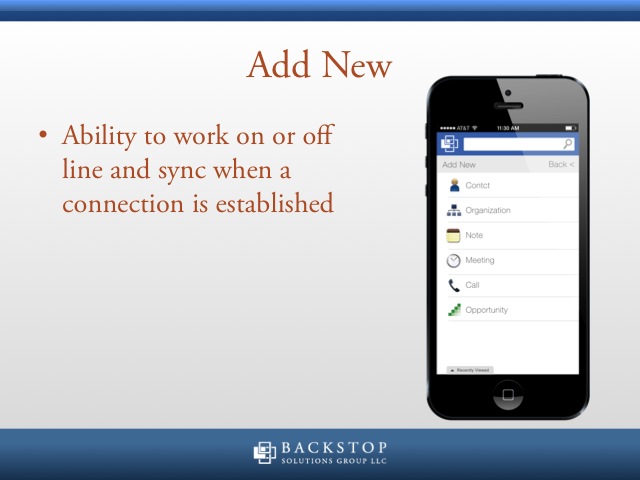 Add New
• Ability to work on or off
line and sync when a
connection is established
AT&T 11:30 AM
Add New Back <
Contct
Organization
Note
Meeting
Call
Opportunity
Recently Viewed
BACKSTOP
SOLUTIONS GROUP LLC